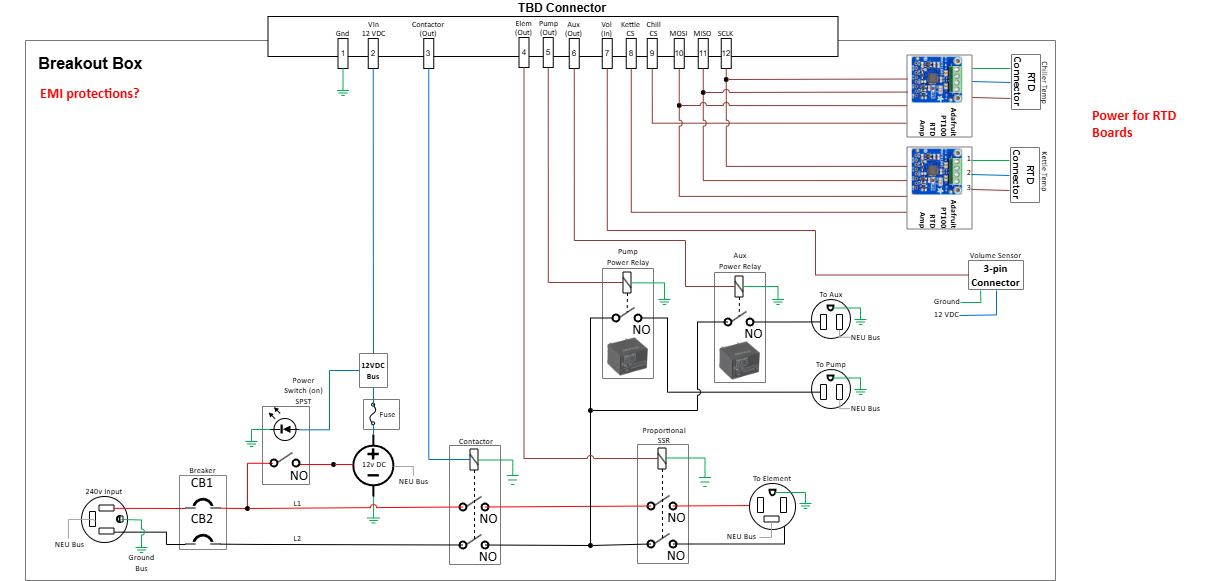 TBD Connector
Gnd
VIn
12 VDC
Contactor
(Out)
Elem
(Out)
Pump
(Out)
Aux
(Out)
Vol
(In)
Kettle
CS
Chill
CS
MOSI
MISO
SCLK
1
2
3
4
5
6
7
8
9
10
11
12
Breakout Box
EMI protections?
Adafruit
PT100
RTD
Amp
RTD
Connector
Chiller Temp
Power for RTD
Boards
Adafruit
PT100
RTD
Amp
1
2
3
RTD
Connector
Kettle Temp
Pump
Power Relay
NO
Aux
Power Relay
NO
Volume Sensor
3-pin
Connector
Ground
12 VDC
To Aux
NEU Bus
To Pump
NEU Bus
12VDC
Bus
Fuse
Power
Switch (on)
SPST
NO
+
12v DC
−
NEU Bus
Contactor
NO
NO
Proportional
SSR
NO
NO
To Element
NEU Bus
Breaker
CB1
CB2
240v Input
NEU Bus
Ground
Bus
L1
L2